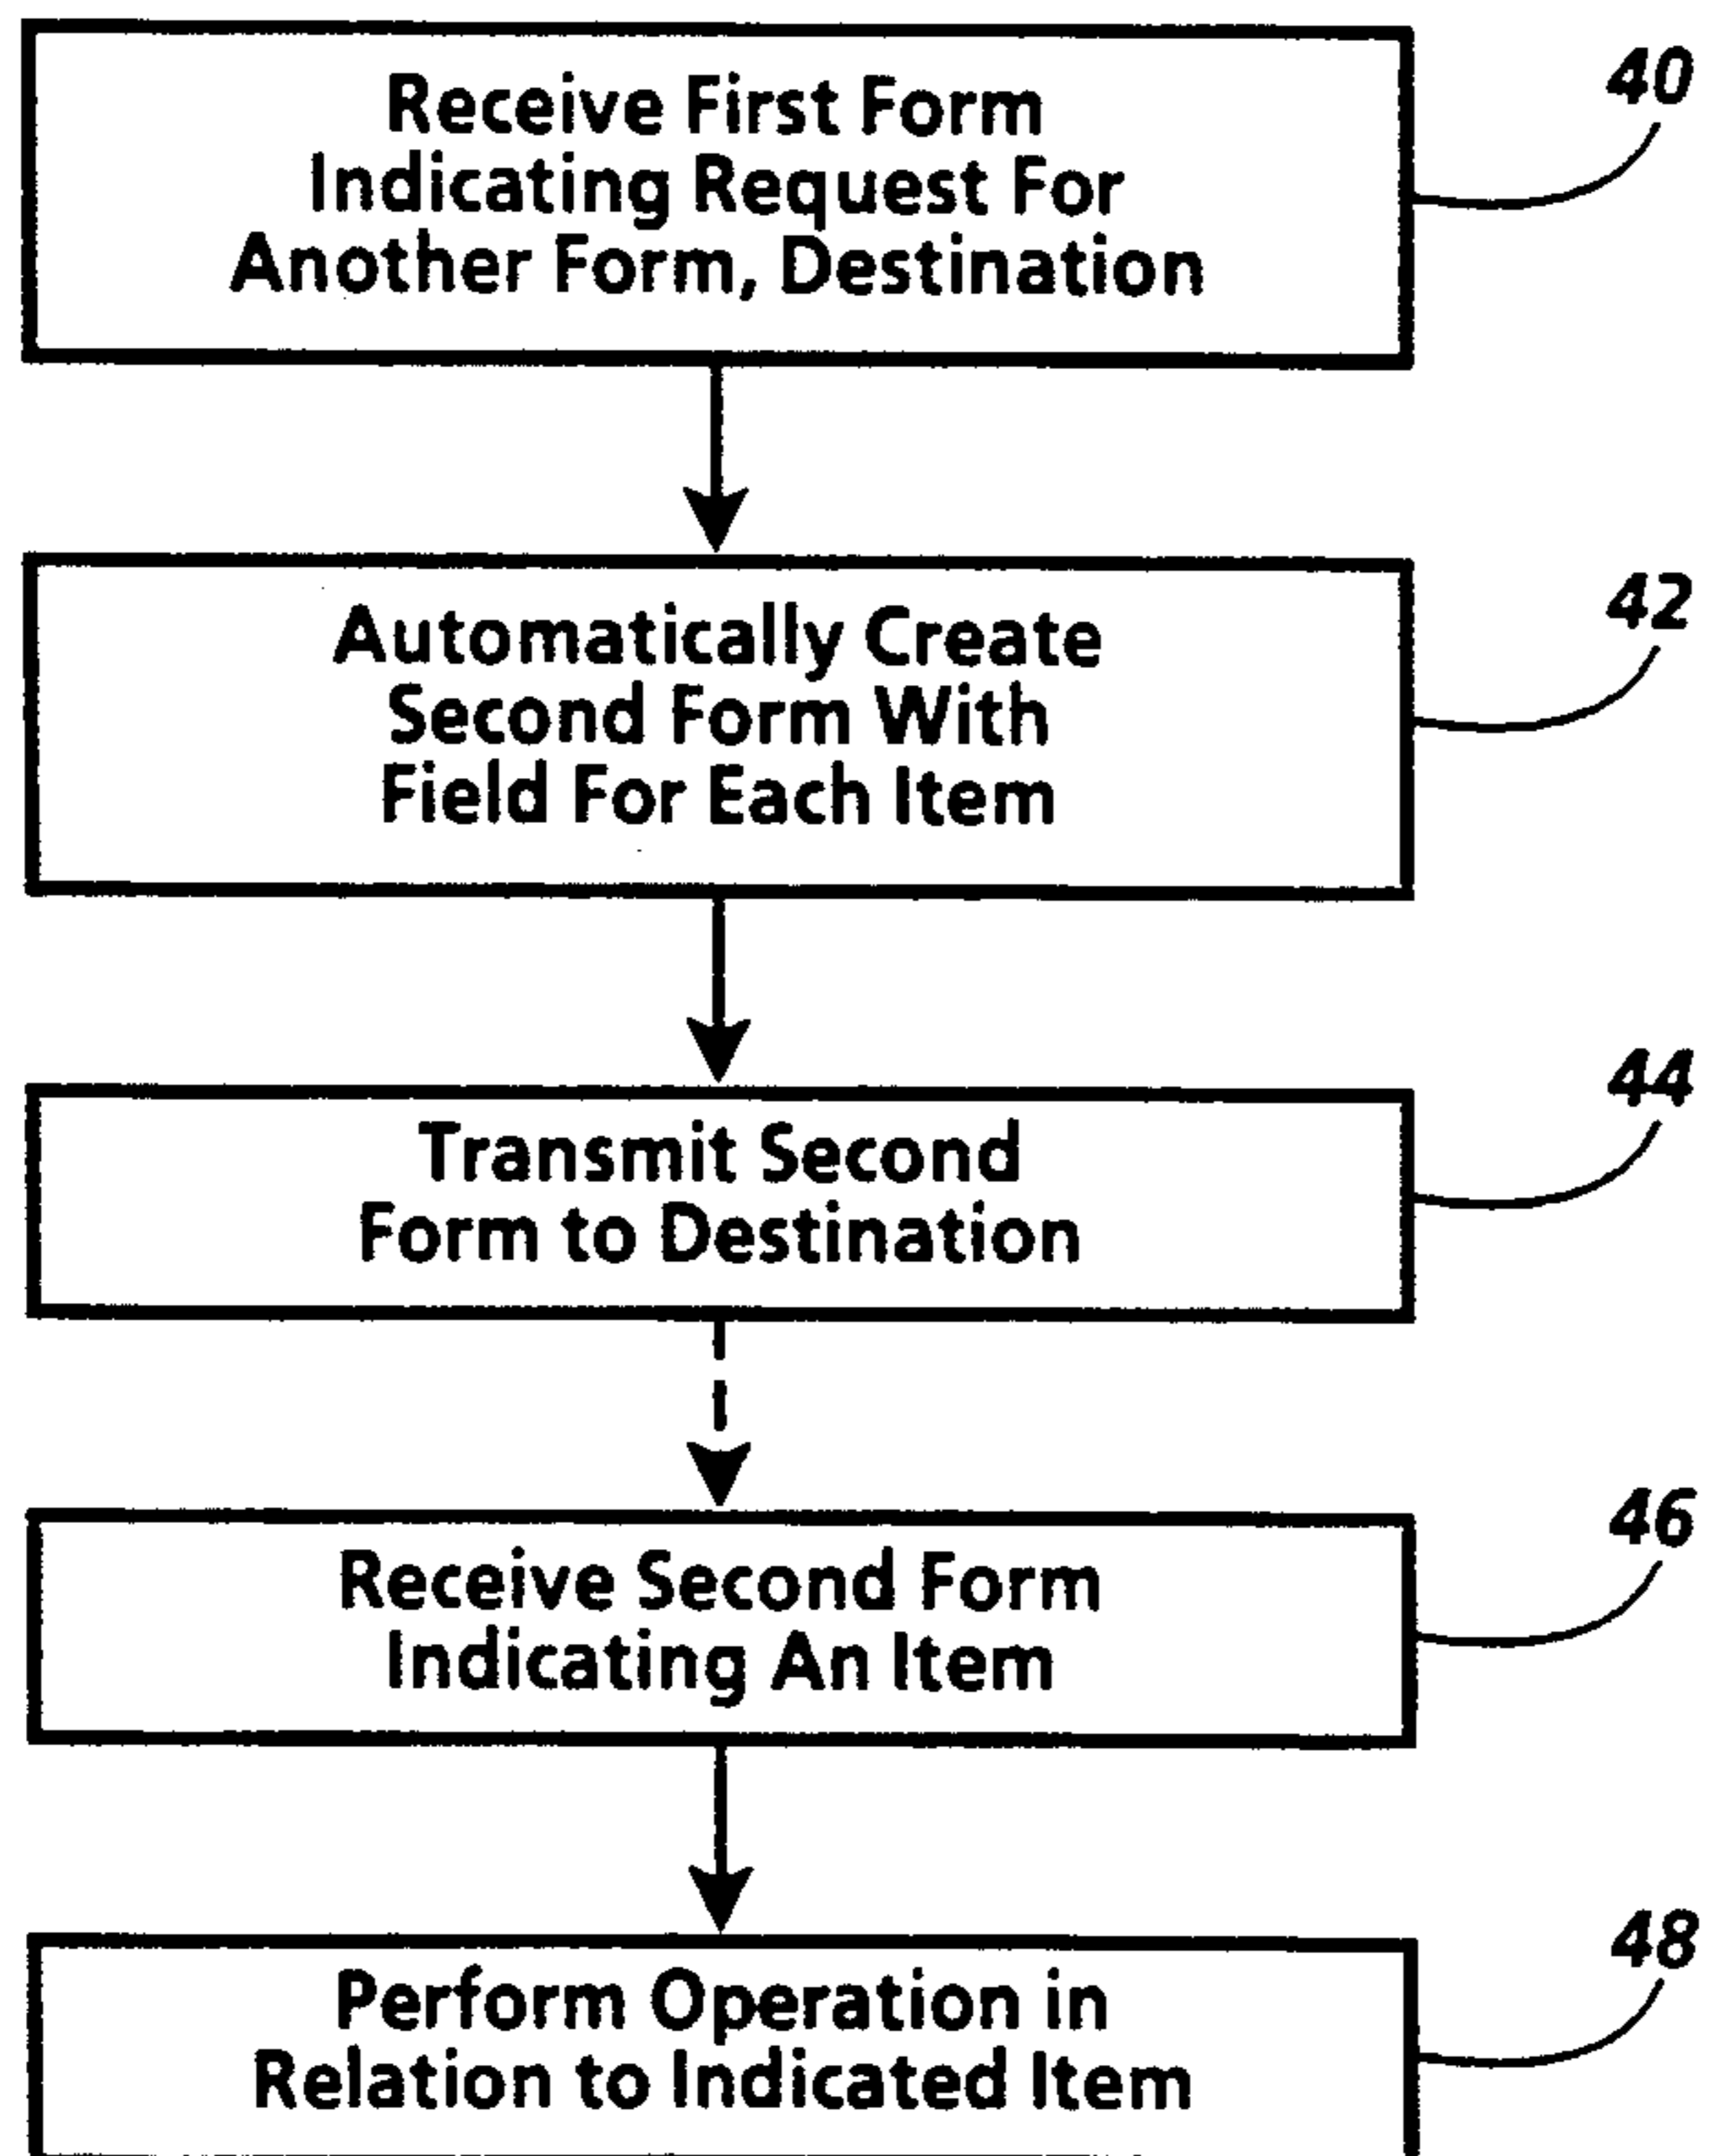 Receive First Form
Indicating Request For
Another Form, Destination
40
Automatically Create
Second Form With
Field For Each Item
42
Transmit Second
Form to Destination
44
Receive Second Form
Indicating An Item
46
Perform Operation in
Relation to Indicated Item
48